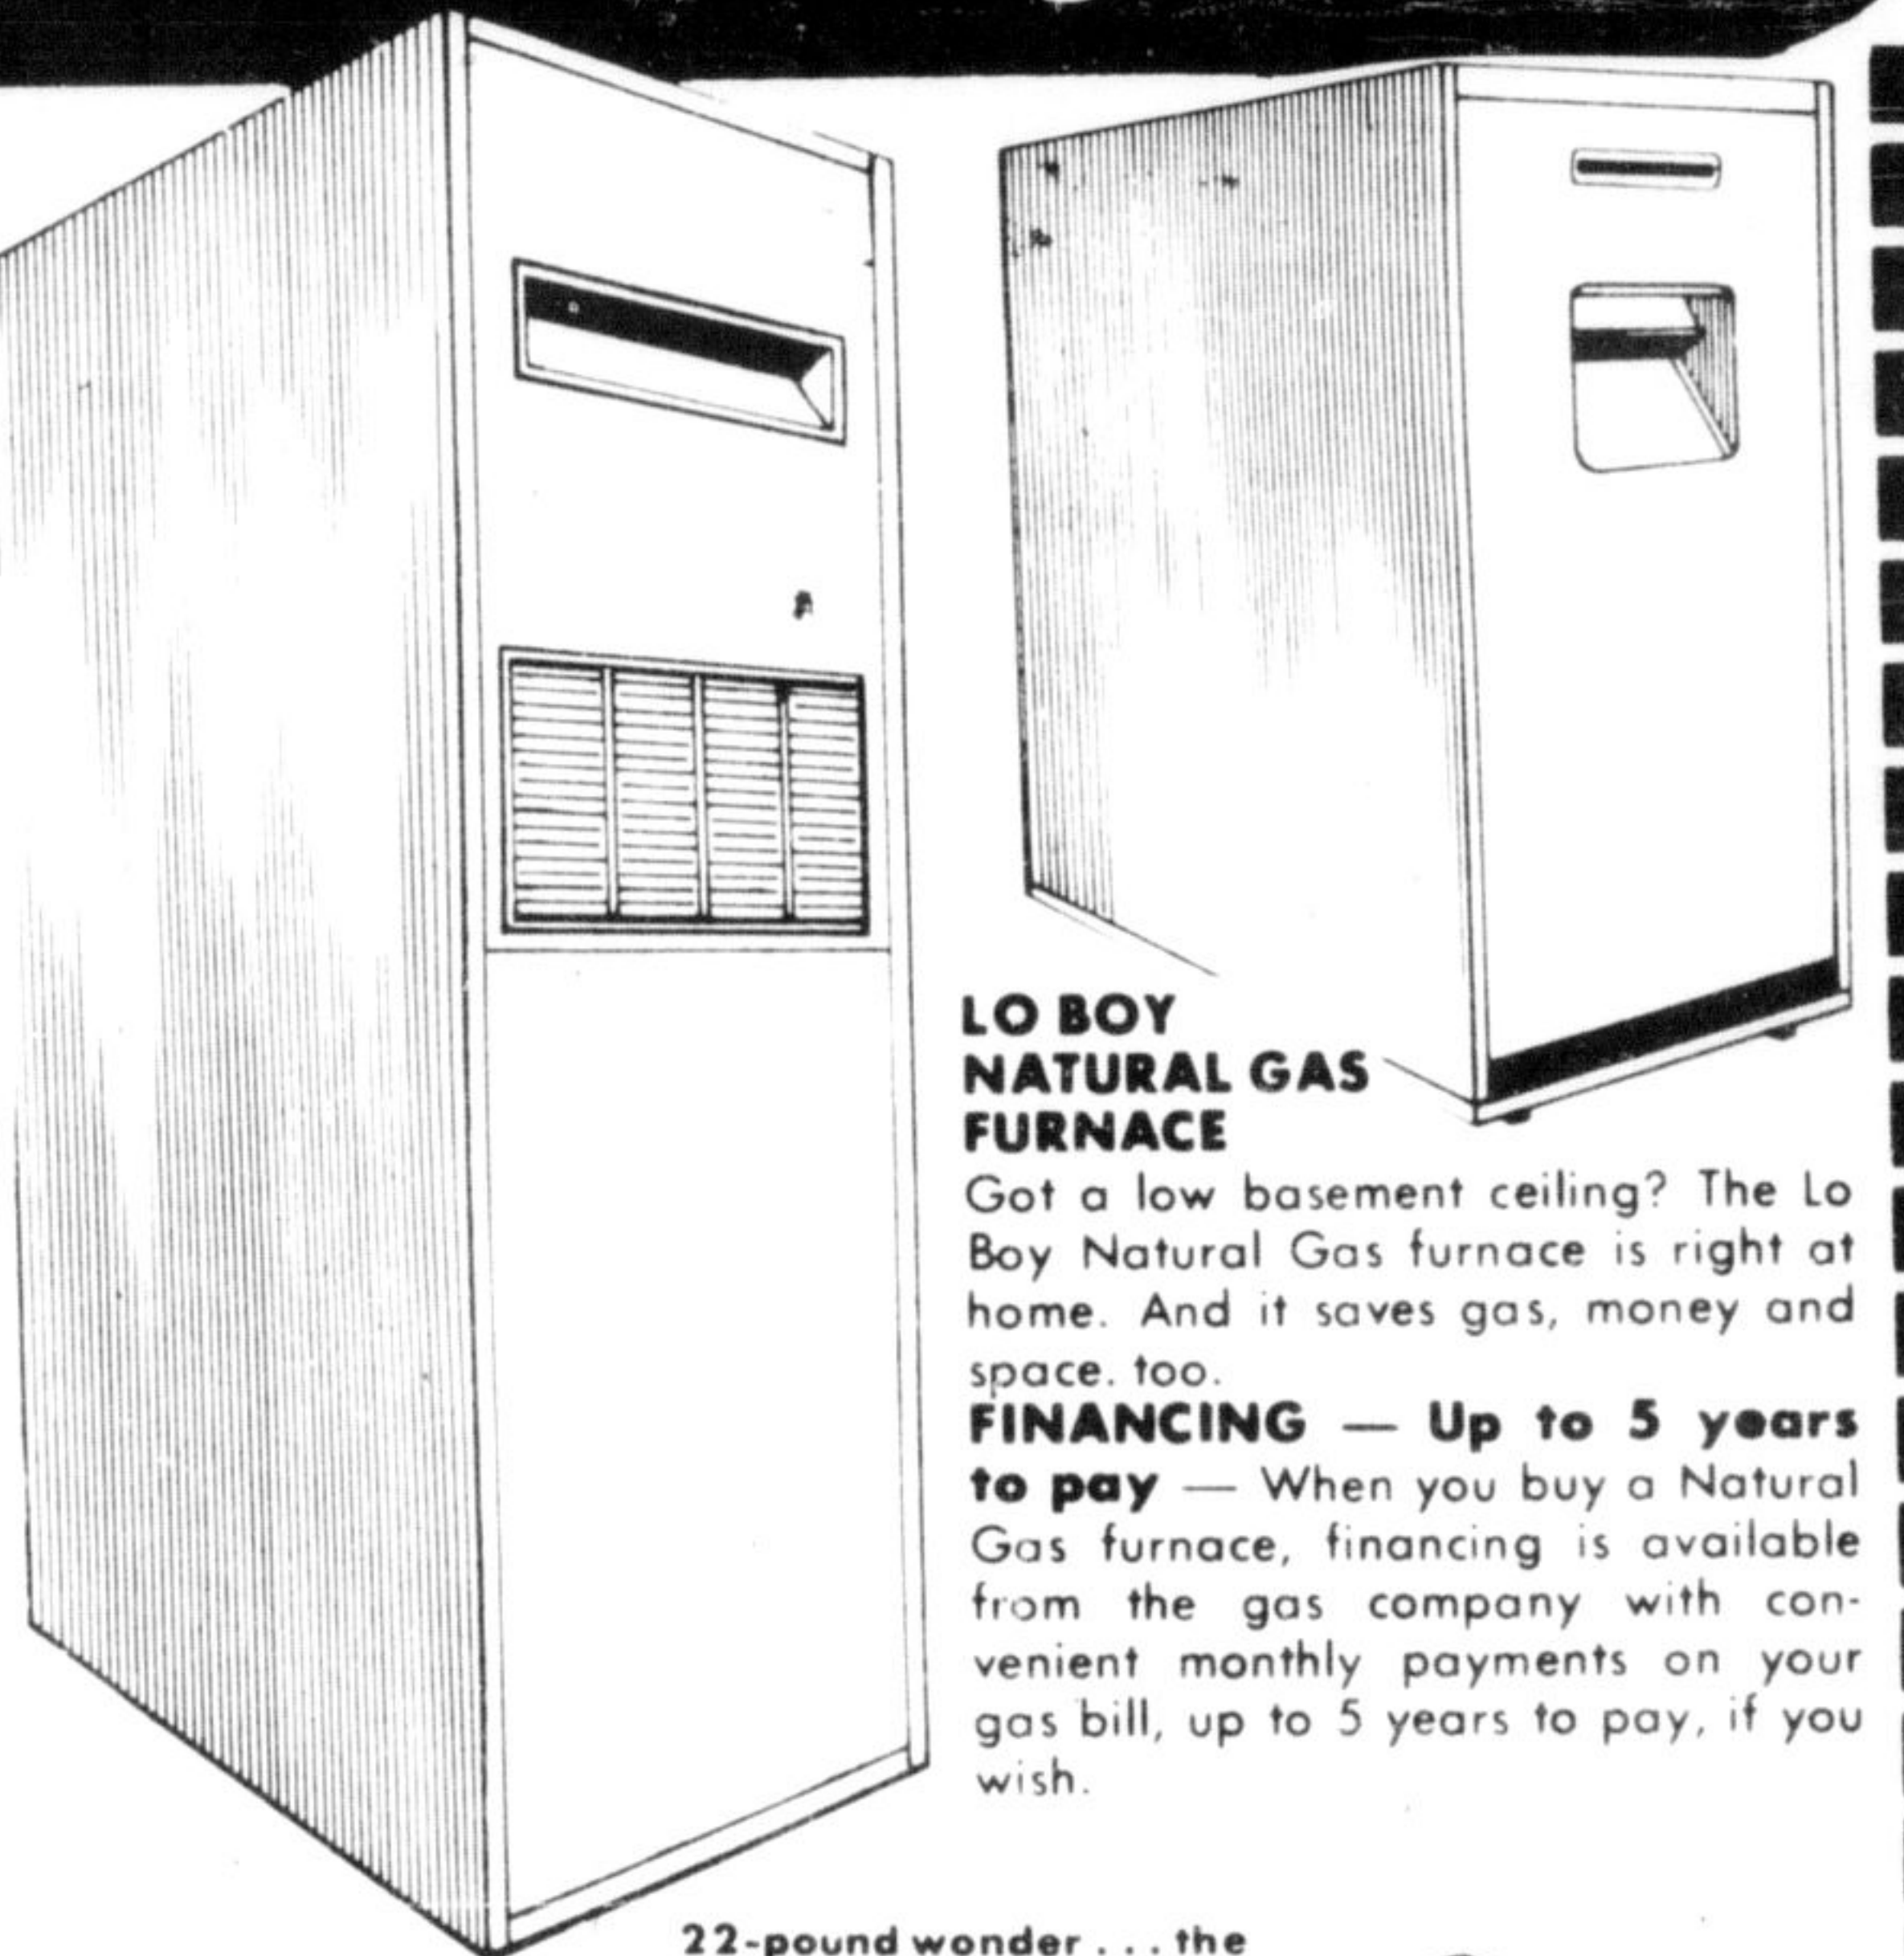 LO BOY
NATURAL GAS
FURNACE
Got a low basement ceiling? The Lo
Boy Natural Gas furnace is right at
home. And it saves gas, money and
space. too.
FINANCING — Up to 5 years
to pay — When you buy a Natural
Gas furnace, financing is available
from the gas company with con-
venient monthly payments on your
gas bill, up to 5 years to pay, if you
wish.
22-pound wonder . . . the